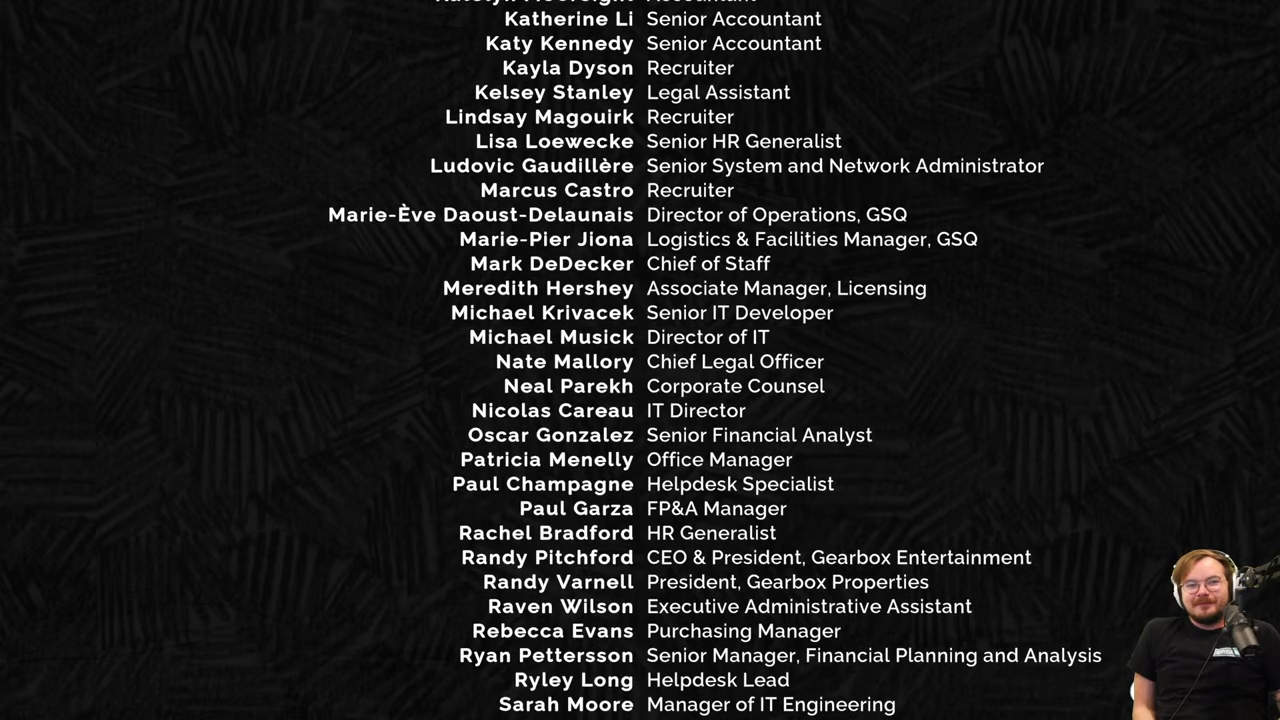 Katherine Li Senior Accountant
Katy Kennedy Senior Accountant
Kayla Dyson Recruiter
Kelsey Stanley Legal Assistant
Lindsay Magouirk Recruiter
Lisa Loewecke Senior HR Generalist
Ludovic Gaudillère Senior System and Network Administrator
Marcus Castro Recruiter
Marie-Ève Daoust-Delaunais Director of Operations, GSQ
Marie-Pier Jiona Logistics & Facilities Manager, GSQ
Mark DeDecker Chief of Staff
Meredith Hershey Associate Manager, Licensing
Michael Krivacek Senior IT Developer
Michael Musick Director of IT
Nate Mallory Chief Legal Officer
Neal Parekh Corporate Counsel
Nicolas Careau IT Director
Oscar Gonzalez Senior Financial Analyst
Patricia Menelly Office Manager
Paul Champagne Helpdesk Specialist
Paul Garza FP&A Manager
Rachel Bradford HR Generalist
Randy Pitchford CEO & President, Gearbox Entertainment
Randy Varnell President, Gearbox Properties
Raven Wilson Executive Administrative Assistant
Rebecca Evans Purchasing Manager
Ryan Pettersson Senior Manager, Financial Planning and Analysis
Ryley Long Helpdesk Lead
Sarah Moore Manager of IT Engineering